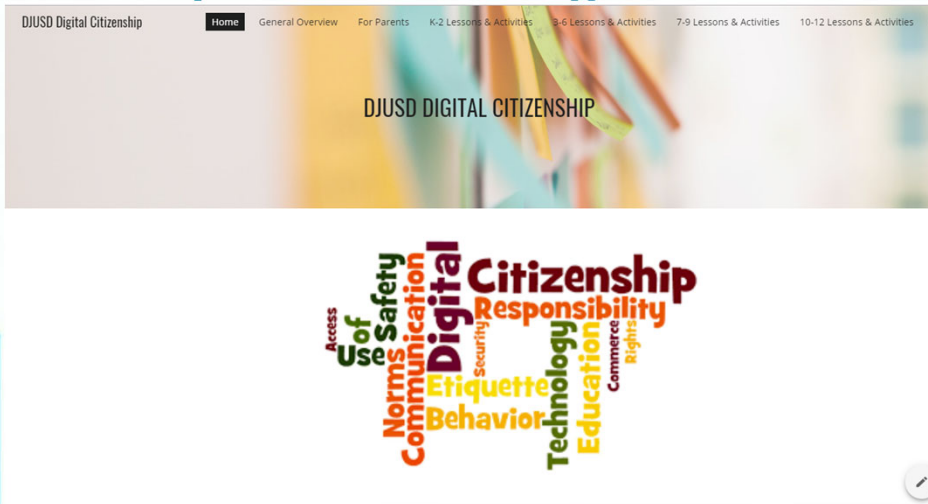 DJUSD Digital Citizenship
Home
General Overview
For Parents
K-2 Lessons & Activities
3-6 Lessons & Activities
7-9 Lessons & Activities
10-12 Lessons & Activities
DJUSD DIGITAL CITIZENSHIP
Access
Use
of
Safety
Norms
Communication
Digital
Citizenship
Responsibility
Security
Etiquette
Behavior
Technology
Education
Commerce
Rights